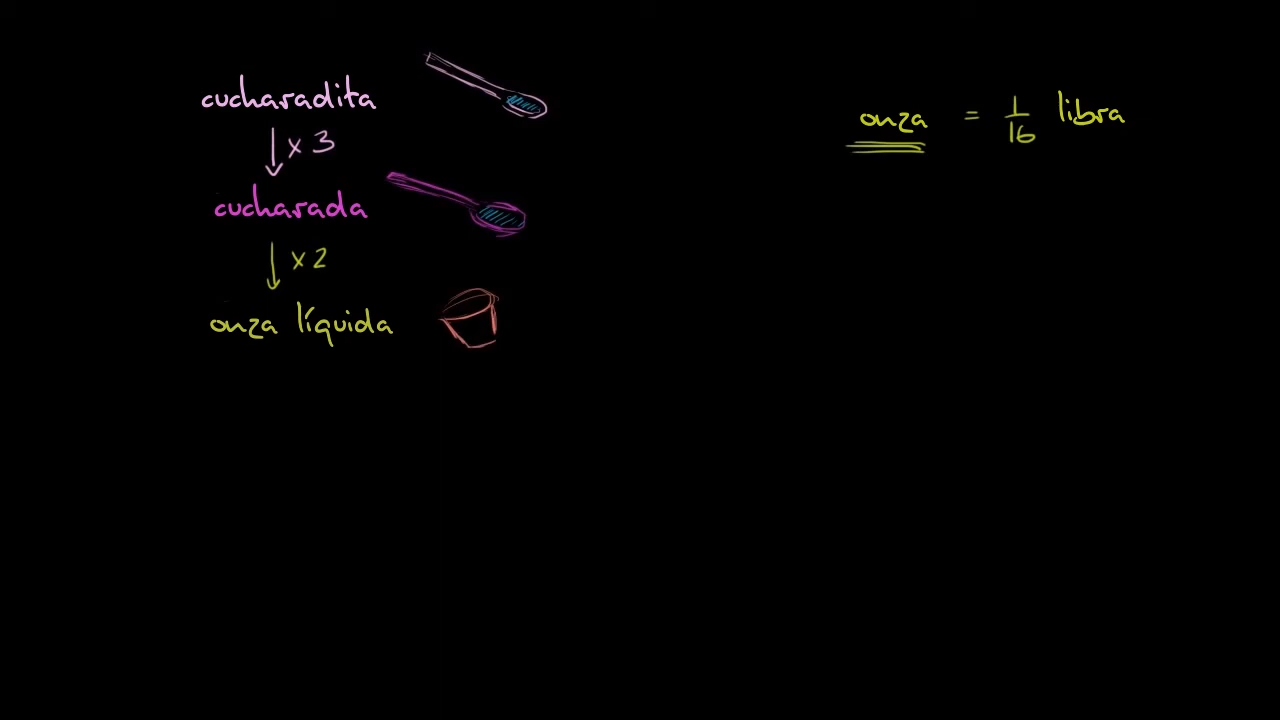 cucharadita
x 3
cucharada
x 2
onza líquida
onza = 1/16 libra